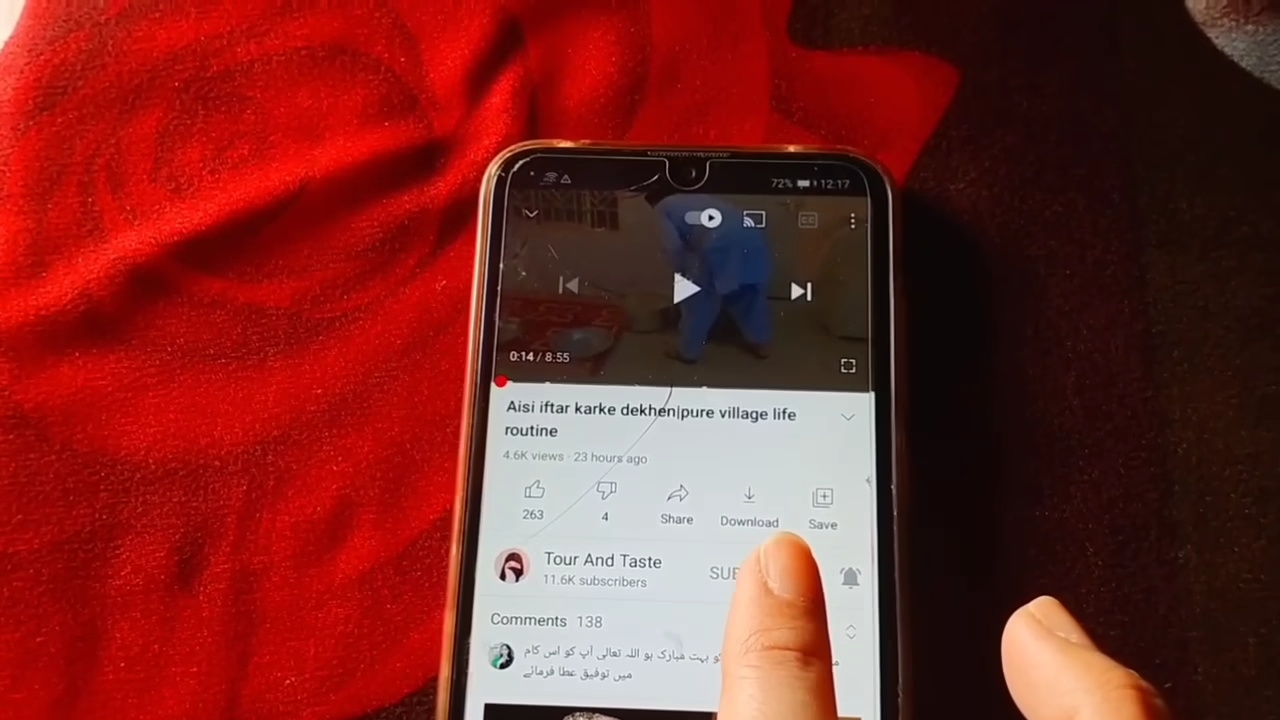 72% 12:17
CC
0:14 / 8:55
Aisi iftar karke dekhen|pure village life
routine
4.6K views · 23 hours ago
263
4
Share
Download
Save
Tour And Taste
11.6K subscribers
Comments 138
بہت مبارک ہو اللہ تعالی آپ کو اس کام
میں توفیق عطا فرمائے